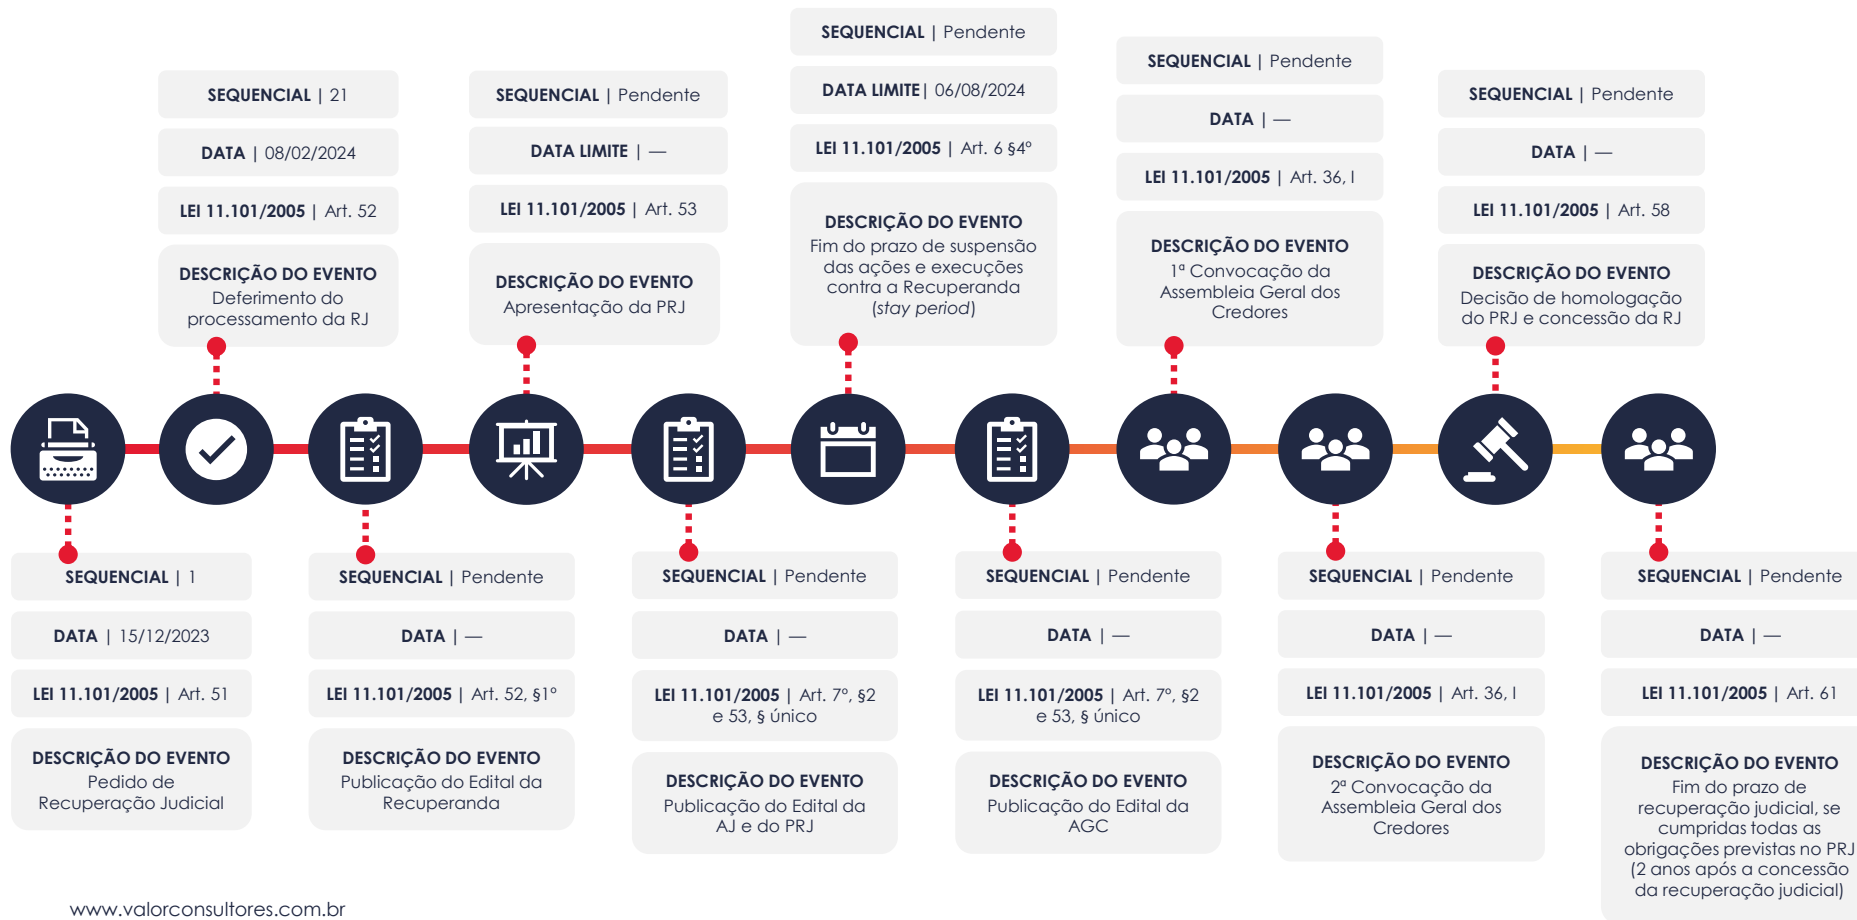 SEQUENCIAL | 1
DATA | 15/12/2023
LEI 11.101/2005 | Art. 51
DESCRIÇÃO DO EVENTO
Pedido de
Recuperação Judicial
SEQUENCIAL | 21
DATA | 08/02/2024
LEI 11.101/2005 | Art. 52
DESCRIÇÃO DO EVENTO
Deferimento do
processamento da RJ
SEQUENCIAL | Pendente
DATA | —
LEI 11.101/2005 | Art. 52, §1º
DESCRIÇÃO DO EVENTO
Publicação do Edital da
Recuperanda
SEQUENCIAL | Pendente
DATA LIMITE | —
LEI 11.101/2005 | Art. 53
DESCRIÇÃO DO EVENTO
Apresentação da PRJ
SEQUENCIAL | Pendente
DATA | —
LEI 11.101/2005 | Art. 7º, §2
e 53, § único
DESCRIÇÃO DO EVENTO
Publicação do Edital da
AJ e do PRJ
SEQUENCIAL | Pendente
DATA LIMITE| 06/08/2024
LEI 11.101/2005 | Art. 6 §4º
DESCRIÇÃO DO EVENTO
Fim do prazo de suspensão
das ações e execuções
contra a Recuperanda
(stay period)
SEQUENCIAL | Pendente
DATA | —
LEI 11.101/2005 | Art. 7º, §2
e 53, § único
DESCRIÇÃO DO EVENTO
Publicação do Edital da
AGC
SEQUENCIAL | Pendente
DATA | —
LEI 11.101/2005 | Art. 36, I
DESCRIÇÃO DO EVENTO
1ª Convocação da
Assembleia Geral dos
Credores
SEQUENCIAL | Pendente
DATA | —
LEI 11.101/2005 | Art. 36, I
DESCRIÇÃO DO EVENTO
2ª Convocação da
Assembleia Geral dos
Credores
SEQUENCIAL | Pendente
DATA | —
LEI 11.101/2005 | Art. 58
DESCRIÇÃO DO EVENTO
Decisão de homologação
do PRJ e concessão da RJ
SEQUENCIAL | Pendente
DATA | —
LEI 11.101/2005 | Art. 61
DESCRIÇÃO DO EVENTO
Fim do prazo de
recuperação judicial, se
cumpridas todas as
obrigações previstas no PRJ
(2 anos após a concessão
da recuperação judicial)
www.valorconsultores.com.br